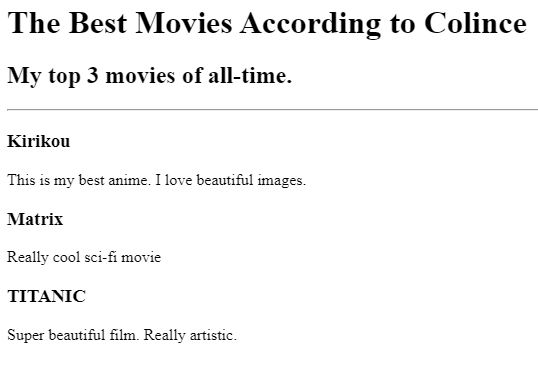 The Best Movies According to Colince
My top 3 movies of all-time.
Kirikou
This is my best anime. I love beautiful images.
Matrix
Really cool sci-fi movie
TITANIC
Super beautiful film. Really artistic.